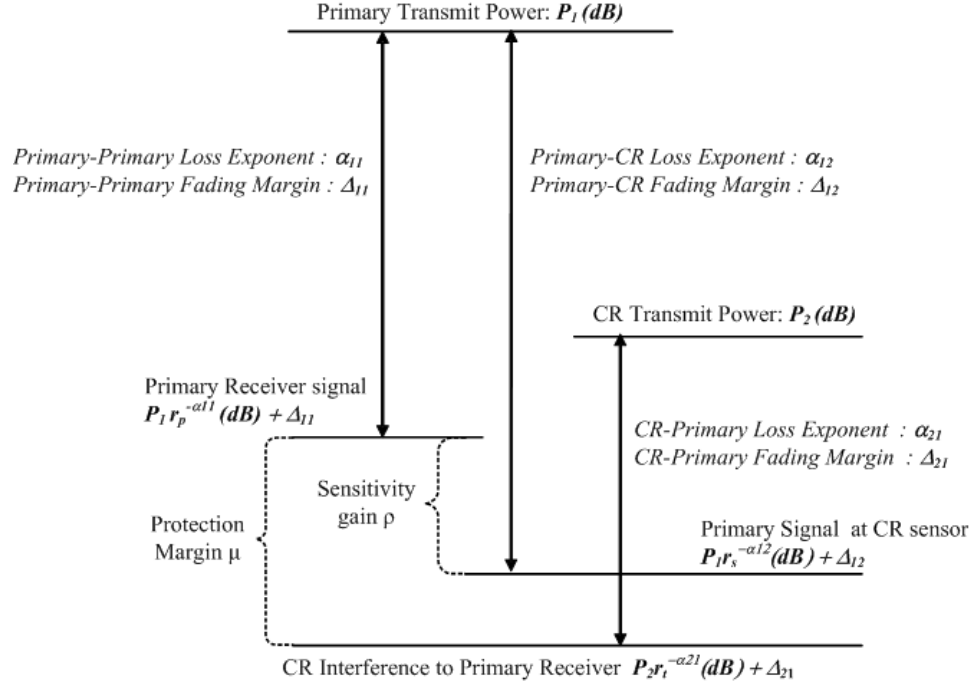 Primary Transmit Power: P₁(dB)
Primary-Primary Loss Exponent : α₁₁
Primary-Primary Fading Margin : Δ₁₁
Primary-CR Loss Exponent : α₁₂
Primary-CR Fading Margin : Δ₁₂
CR Transmit Power: P₂(dB)
Primary Receiver signal
P₁rₚ^-α11(dB) + Δ₁₁
CR-Primary Loss Exponent : α₂₁
CR-Primary Fading Margin : Δ₂₁
Sensitivity
gain ρ
Protection
Margin μ
Primary Signal at CR sensor
P₁rₛ^−α12(dB) + Δ₁₂
CR Interference to Primary Receiver P₂rₜ^−α21(dB) + Δ₂₁